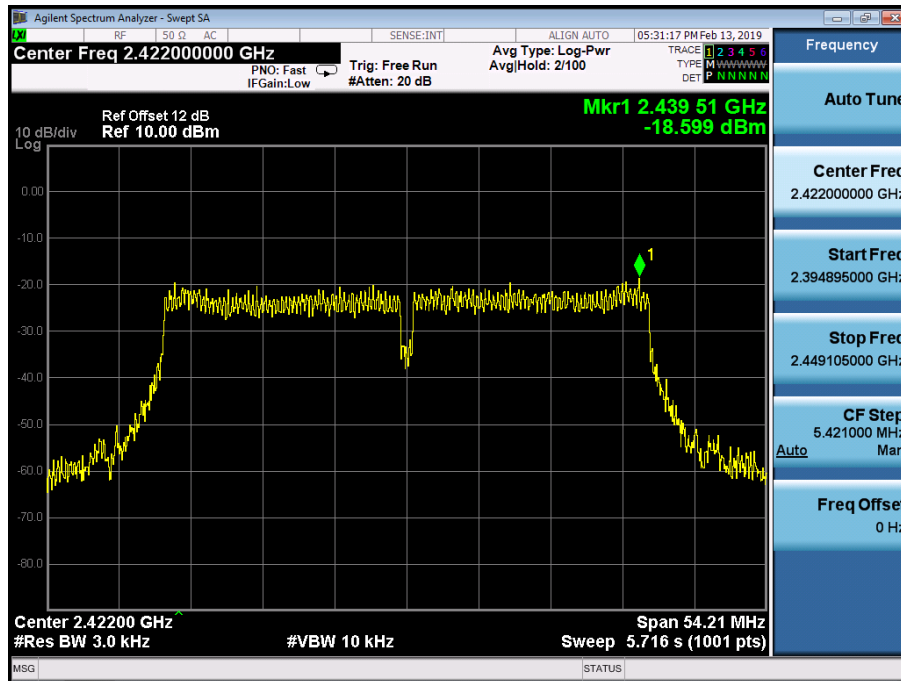 Agilent Spectrum Analyzer - Swept SA
LXI RF 50 Ω AC SENSE:INT ALIGN AUTO 05:31:17 PM Feb 13, 2019
Center Freq 2.422000000 GHz
PNO: Fast
IFGain:Low
Trig: Free Run
#Atten: 20 dB
Avg Type: Log-Pwr
Avg|Hold: 2/100
TRACE 1 2 3 4 5 6
TYPE M WWWWW
DET P N N N N N
Mkr1 2.439 51 GHz
-18.599 dBm
Ref Offset 12 dB
10 dB/div Ref 10.00 dBm
Log
0.00
-10.0
1
-20.0
-30.0
-40.0
-50.0
-60.0
-70.0
-80.0
Center 2.42200 GHz Span 54.21 MHz
#Res BW 3.0 kHz #VBW 10 kHz Sweep 5.716 s (1001 pts)
MSG STATUS
Frequency
Auto Tune
Center Freq
2.422000000 GHz
Start Freq
2.394895000 GHz
Stop Freq
2.449105000 GHz
CF Step
5.421000 MHz
Auto Man
Freq Offset
0 Hz